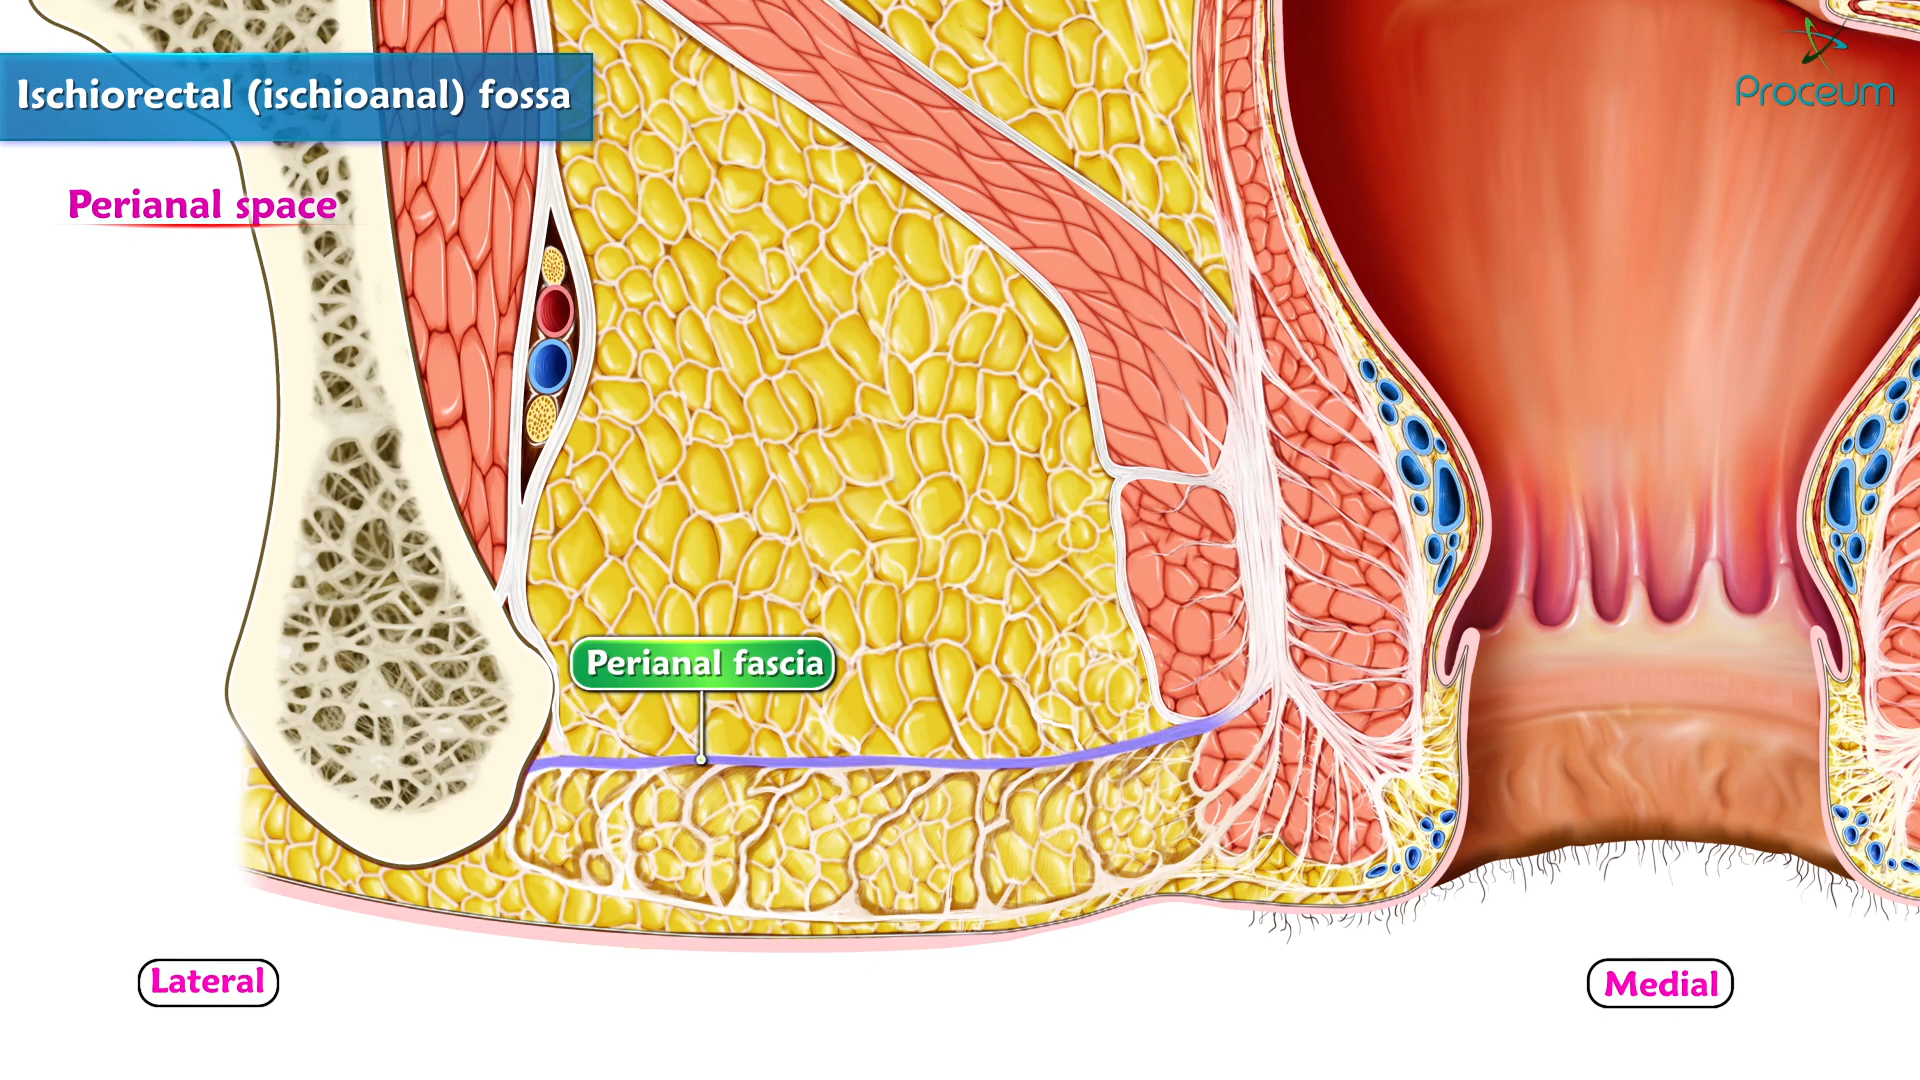 Ischiorectal (ischioanal) fossa
Proceum
Perianal space
Perianal fascia
Lateral
Medial